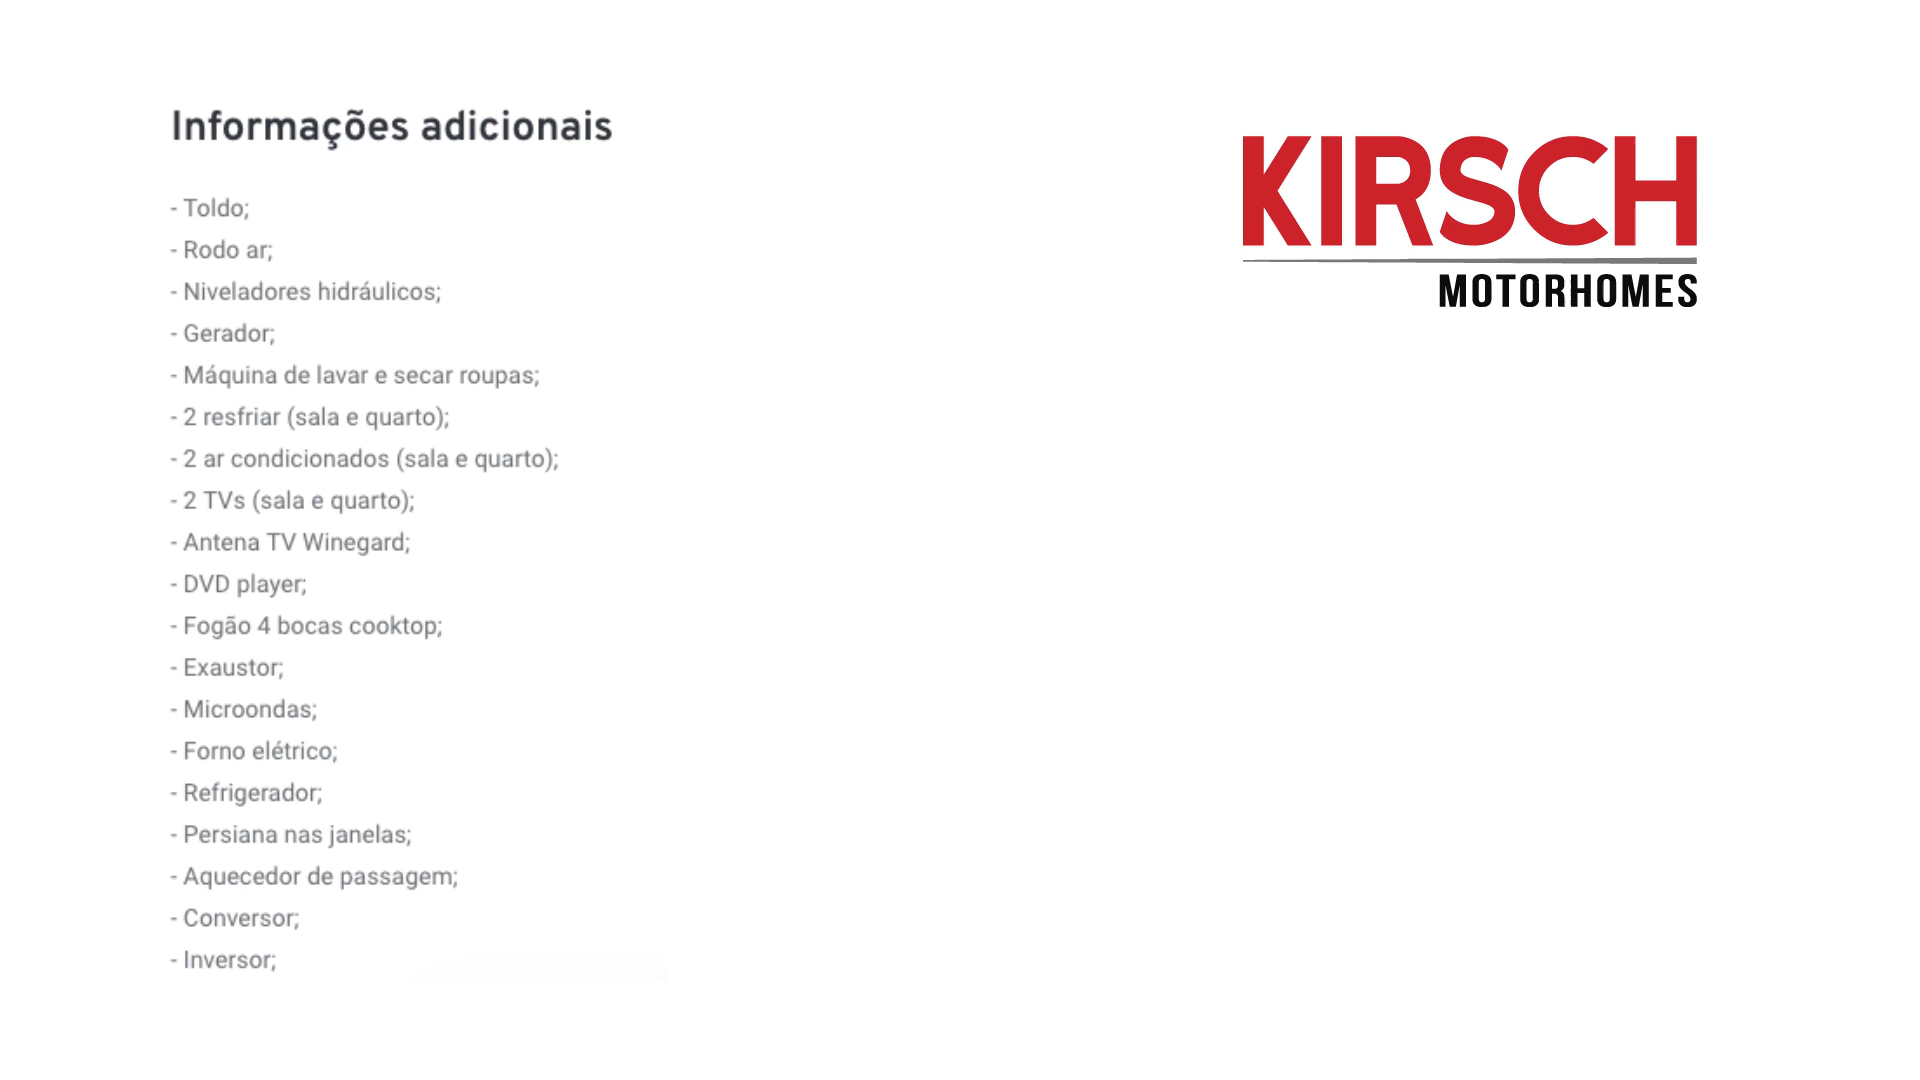 Informações adicionais
- Toldo;
- Rodo ar;
- Niveladores hidráulicos;
- Gerador;
- Máquina de lavar e secar roupas;
- 2 resfriar (sala e quarto);
- 2 ar condicionados (sala e quarto);
- 2 TVs (sala e quarto);
- Antena TV Winegard;
- DVD player;
- Fogão 4 bocas cooktop;
- Exaustor;
- Microondas;
- Forno elétrico;
- Refrigerador;
- Persiana nas janelas;
- Aquecedor de passagem;
- Conversor;
- Inversor;
KIRSCH
MOTORHOMES